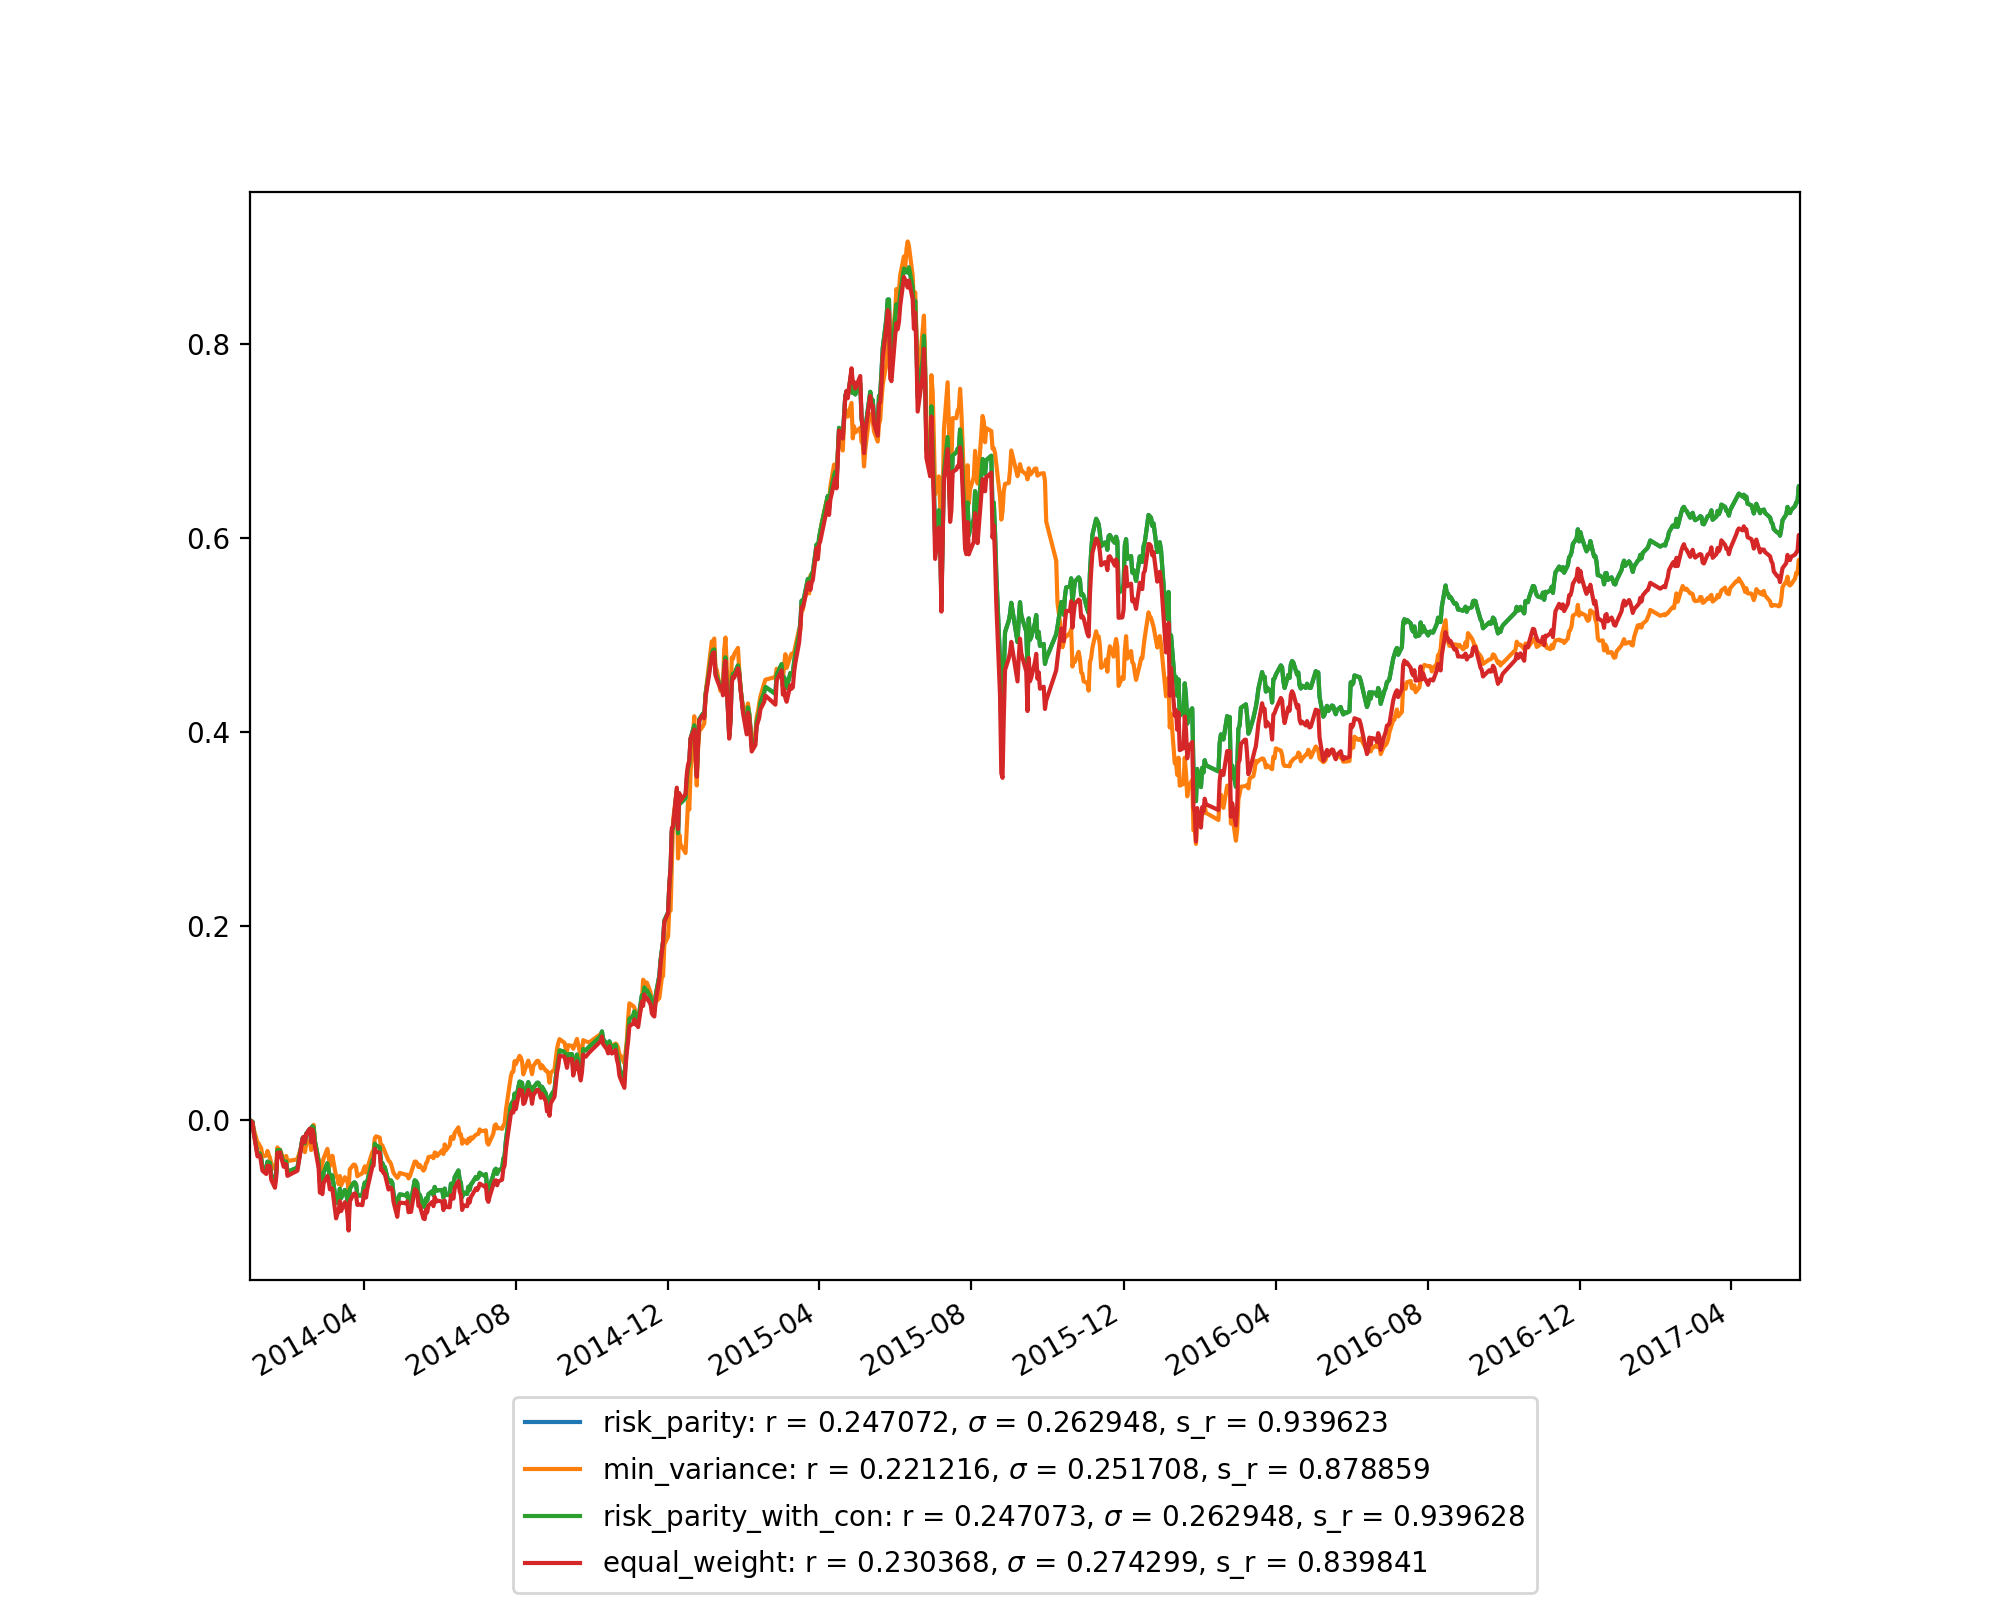 0.8
0.6
0.4
0.2
0.0
2014-04 2014-08 2014-12 2015-04 2015-08 2015-12 2016-04 2016-08 2016-12 2017-04
risk_parity: r = 0.247072, σ = 0.262948, s_r = 0.939623
min_variance: r = 0.221216, σ = 0.251708, s_r = 0.878859
risk_parity_with_con: r = 0.247073, σ = 0.262948, s_r = 0.939628
equal_weight: r = 0.230368, σ = 0.274299, s_r = 0.839841